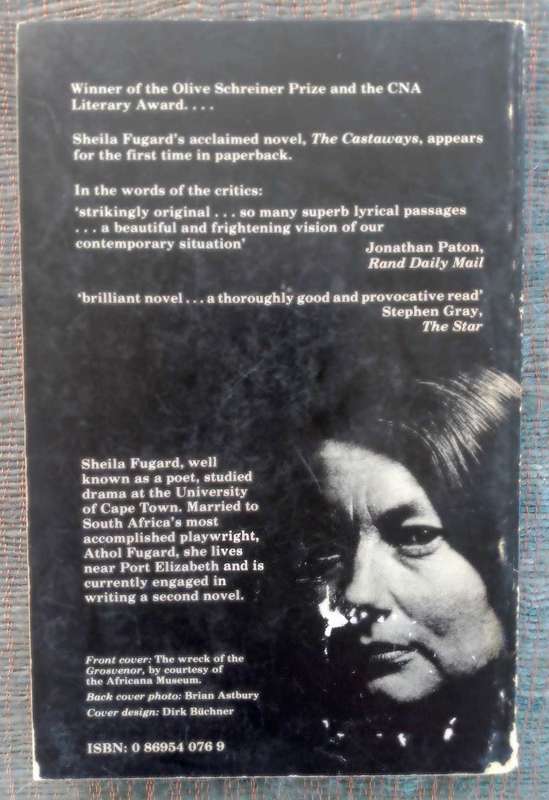 Winner of the Olive Schreiner Prize and the CNA
Literary Award. . . .
Sheila Fugard's acclaimed novel, The Castaways, appears
for the first time in paperback.
In the words of the critics:
‘strikingly original . . . so many superb lyrical passages
. . . a beautiful and frightening vision of our
contemporary situation’
Jonathan Paton,
Rand Daily Mail
‘brilliant novel . . . a thoroughly good and provocative read’
Stephen Gray,
The Star
Sheila Fugard, well
known as a poet, studied
drama at the University
of Cape Town. Married to
South Africa's most
accomplished playwright,
Athol Fugard, she lives
near Port Elizabeth and is
currently engaged in
writing a second novel.
Front cover: The wreck of the
Grosvenor, by courtesy of
the Africana Museum.
Back cover photo: Brian Astbury
Cover design: Dirk Büchner
ISBN: 0 86954 076 9